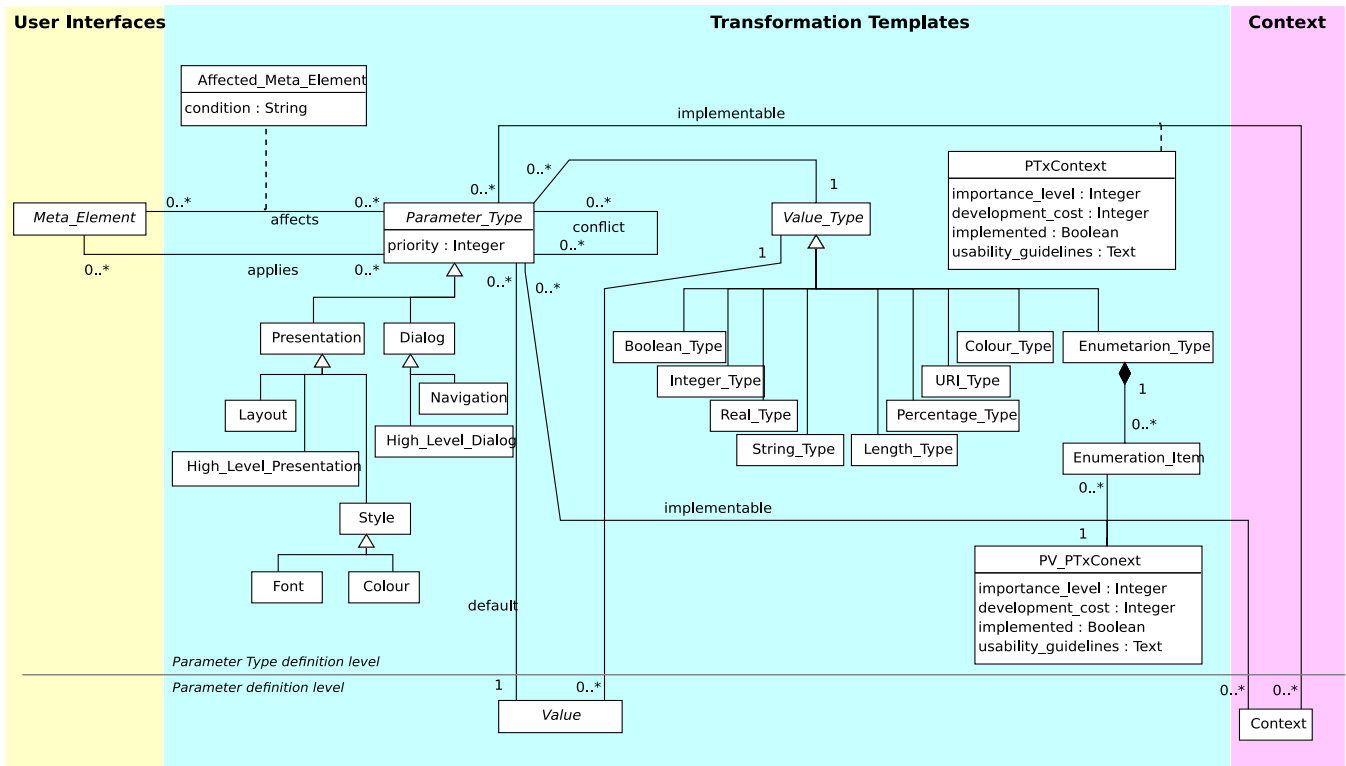 User Interfaces
Transformation Templates
Context
Affected_Meta_Element
condition : String
implementable
PTxContext
importance_level : Integer
development_cost : Integer
implemented : Boolean
usability_guidelines : Text
0..*
1
0..*
0..*
0..*
0..*
Meta_Element
affects
Parameter_Type
priority : Integer
conflict
0..*
Value_Type
1
0..*
applies
0..*
0..*
0..*
Presentation
Dialog
Boolean_Type
Colour_Type
Enumetarion_Type
Integer_Type
URI_Type
Navigation
1
Layout
Real_Type
Percentage_Type
0..*
High_Level_Dialog
String_Type
Length_Type
High_Level_Presentation
Enumeration_Item
0..*
Style
implementable
1
PV_PTxConext
importance_level : Integer
development_cost : Integer
implemented : Boolean
usability_guidelines : Text
Font
Colour
default
Parameter Type definition level
Parameter definition level
1
0..*
0..*
0..*
Value
Context